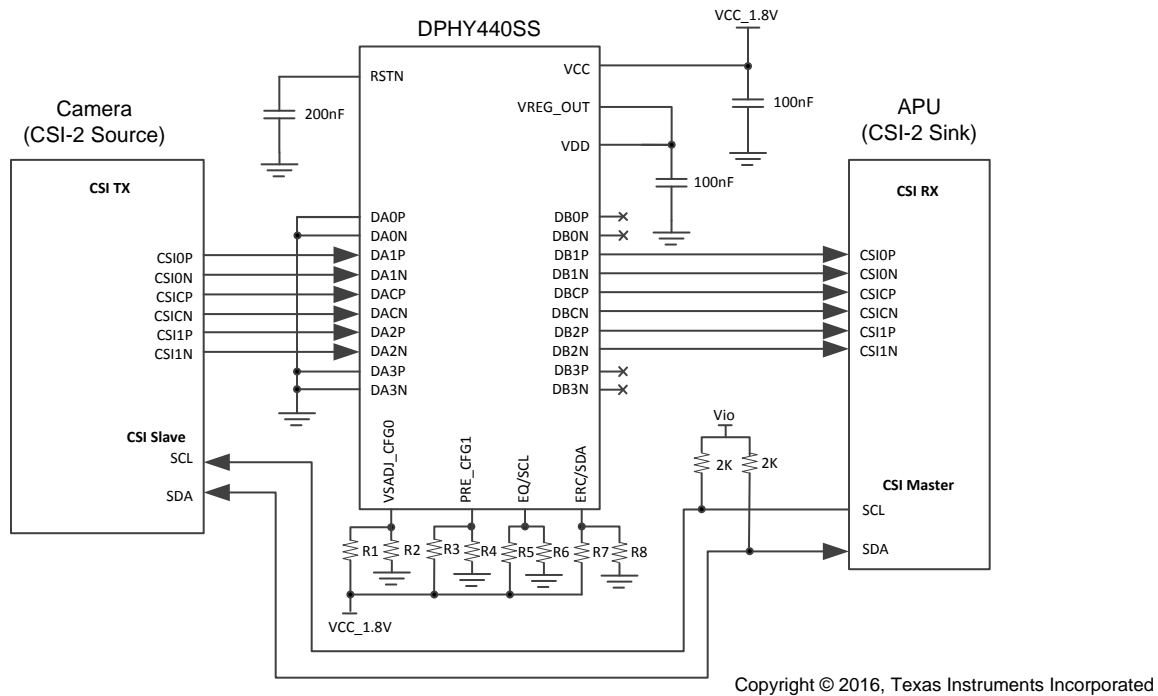 DPHY440SS
VCC_1.8V
RSTN
VCC
200nF
VREG_OUT
100nF
VDD
100nF
Camera
(CSI-2 Source)
CSI TX
CSI0P
CSI0N
CSICP
CSICN
CSI1P
CSI1N
CSI Slave
SCL
SDA
DA0P
DA0N
DA1P
DA1N
DACP
DACN
DA2P
DA2N
DA3P
DA3N
DB0P
DB0N
DB1P
DB1N
DBCP
DBCN
DB2P
DB2N
DB3P
DB3N
VSADJ_CFG0
PRE_CFG1
EQ/SCL
ERC/SDA
R1
R2
R3
R4
R5
R6
R7
R8
VCC_1.8V
APU
(CSI-2 Sink)
CSI RX
CSI0P
CSI0N
CSICP
CSICN
CSI1P
CSI1N
Vio
2K
2K
CSI Master
SCL
SDA
Copyright © 2016, Texas Instruments Incorporated